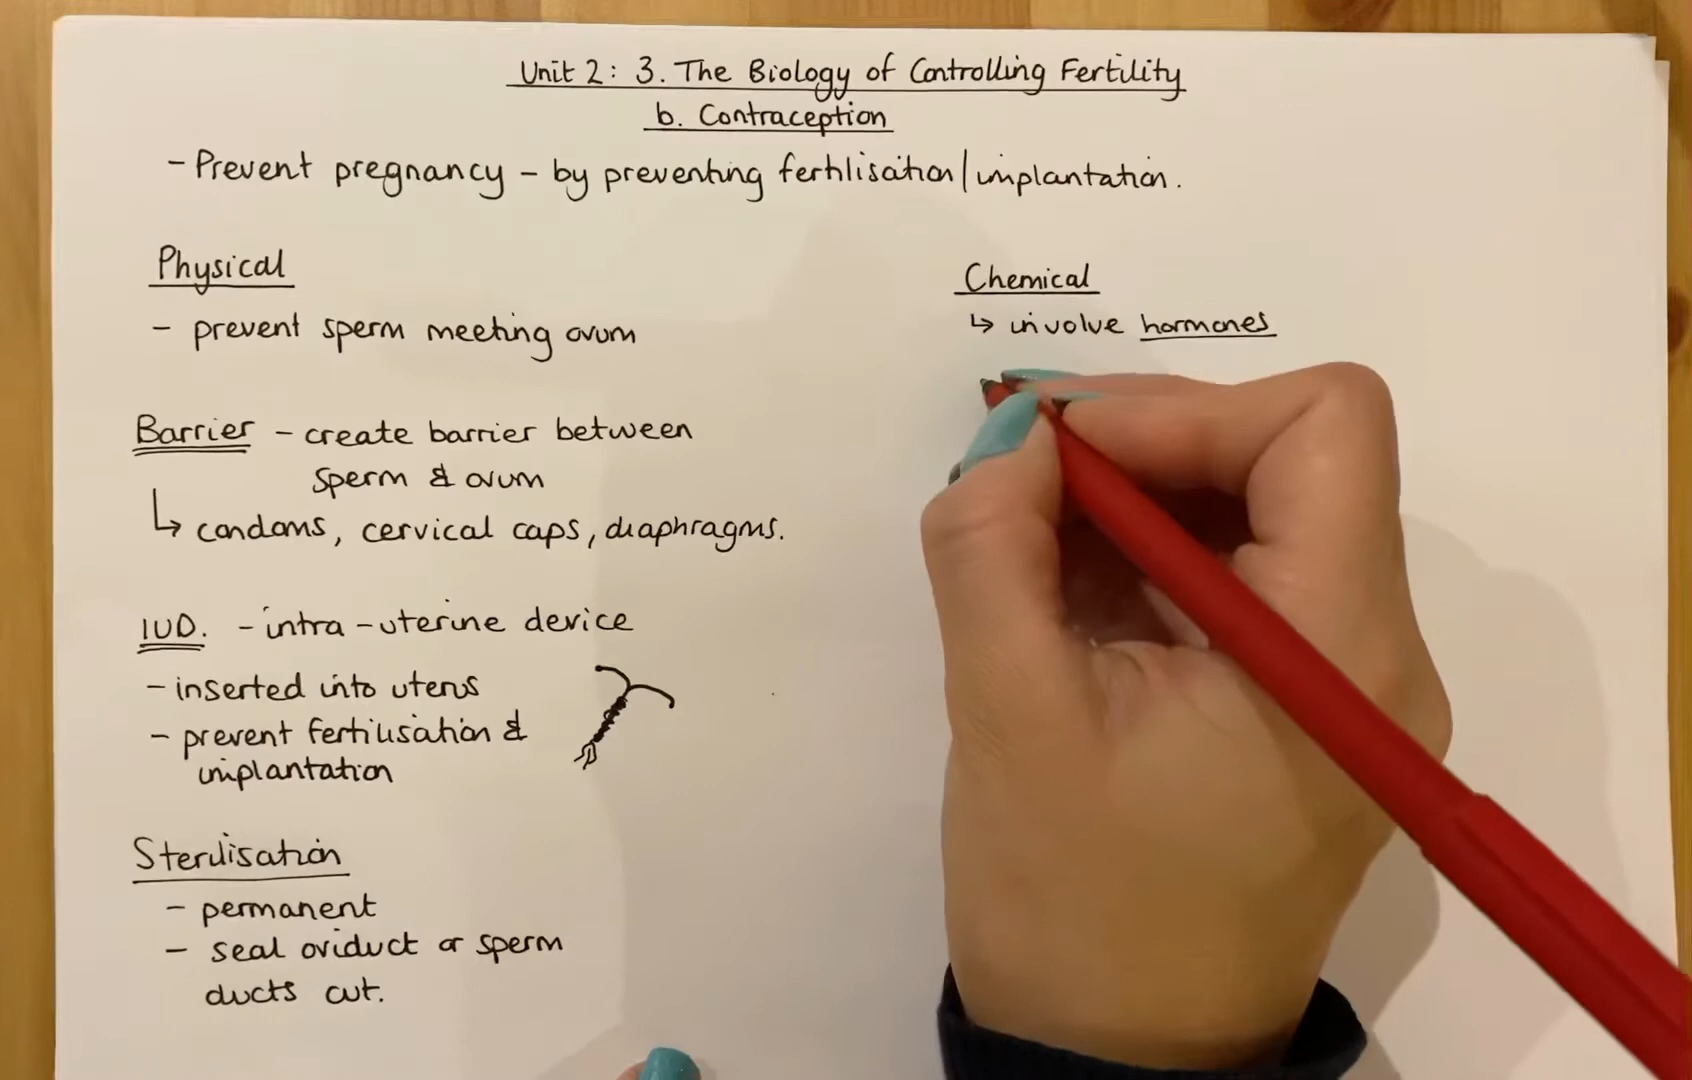 Unit 2: 3. The Biology of Controlling Fertility
b. Contraception
- Prevent pregnancy - by preventing fertilisation/implantation.
Physical
- prevent sperm meeting ovum
Barrier - create barrier between
sperm & ovum
↳ condoms, cervical caps, diaphragms.
IUD. - intra-uterine device
- inserted into uterus
- prevent fertilisation &
implantation
Sterilisation
- permanent
- seal oviduct or sperm
ducts cut.
Chemical
↳ involve hormones